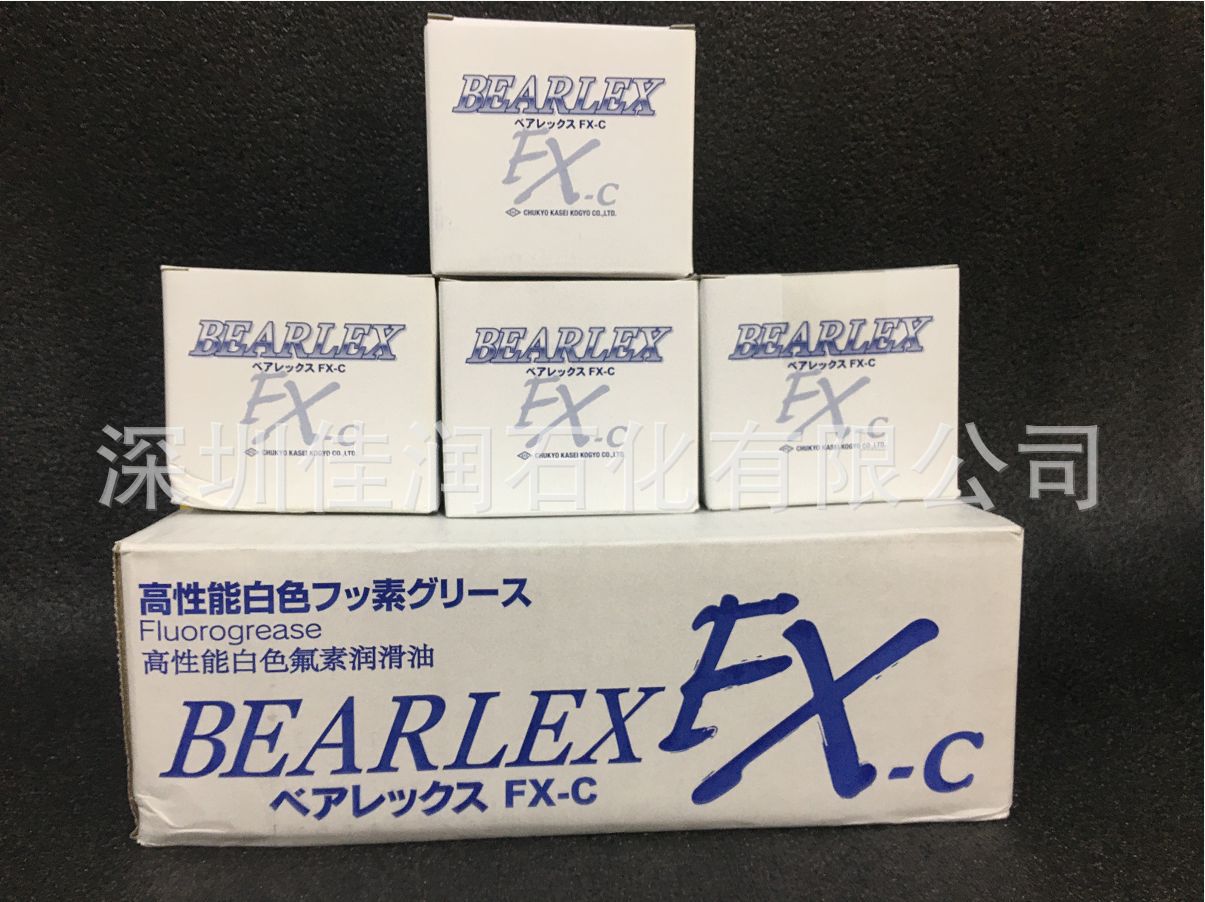 BEARLEX
ベアレックス FX-C
FX-C
CHUKYO KASEI KOGYO CO.,LTD.
BEARLEX
ベアレックス FX-C
FX-C
CHUKYO KASEI KOGYO CO.,LTD.
BEARLEX
ベアレックス FX-C
FX-C
CHUKYO KASEI KOGYO CO.,LTD.
BEARLEX
ベアレックス FX-C
FX-C
CHUKYO KASEI KOGYO CO.,LTD.
深圳佳润石化有限公司
高性能白色フッ素グリース
Fluorogrease
高性能白色氟素润滑油
BEARLEX FX-C
ベアレックス FX-C